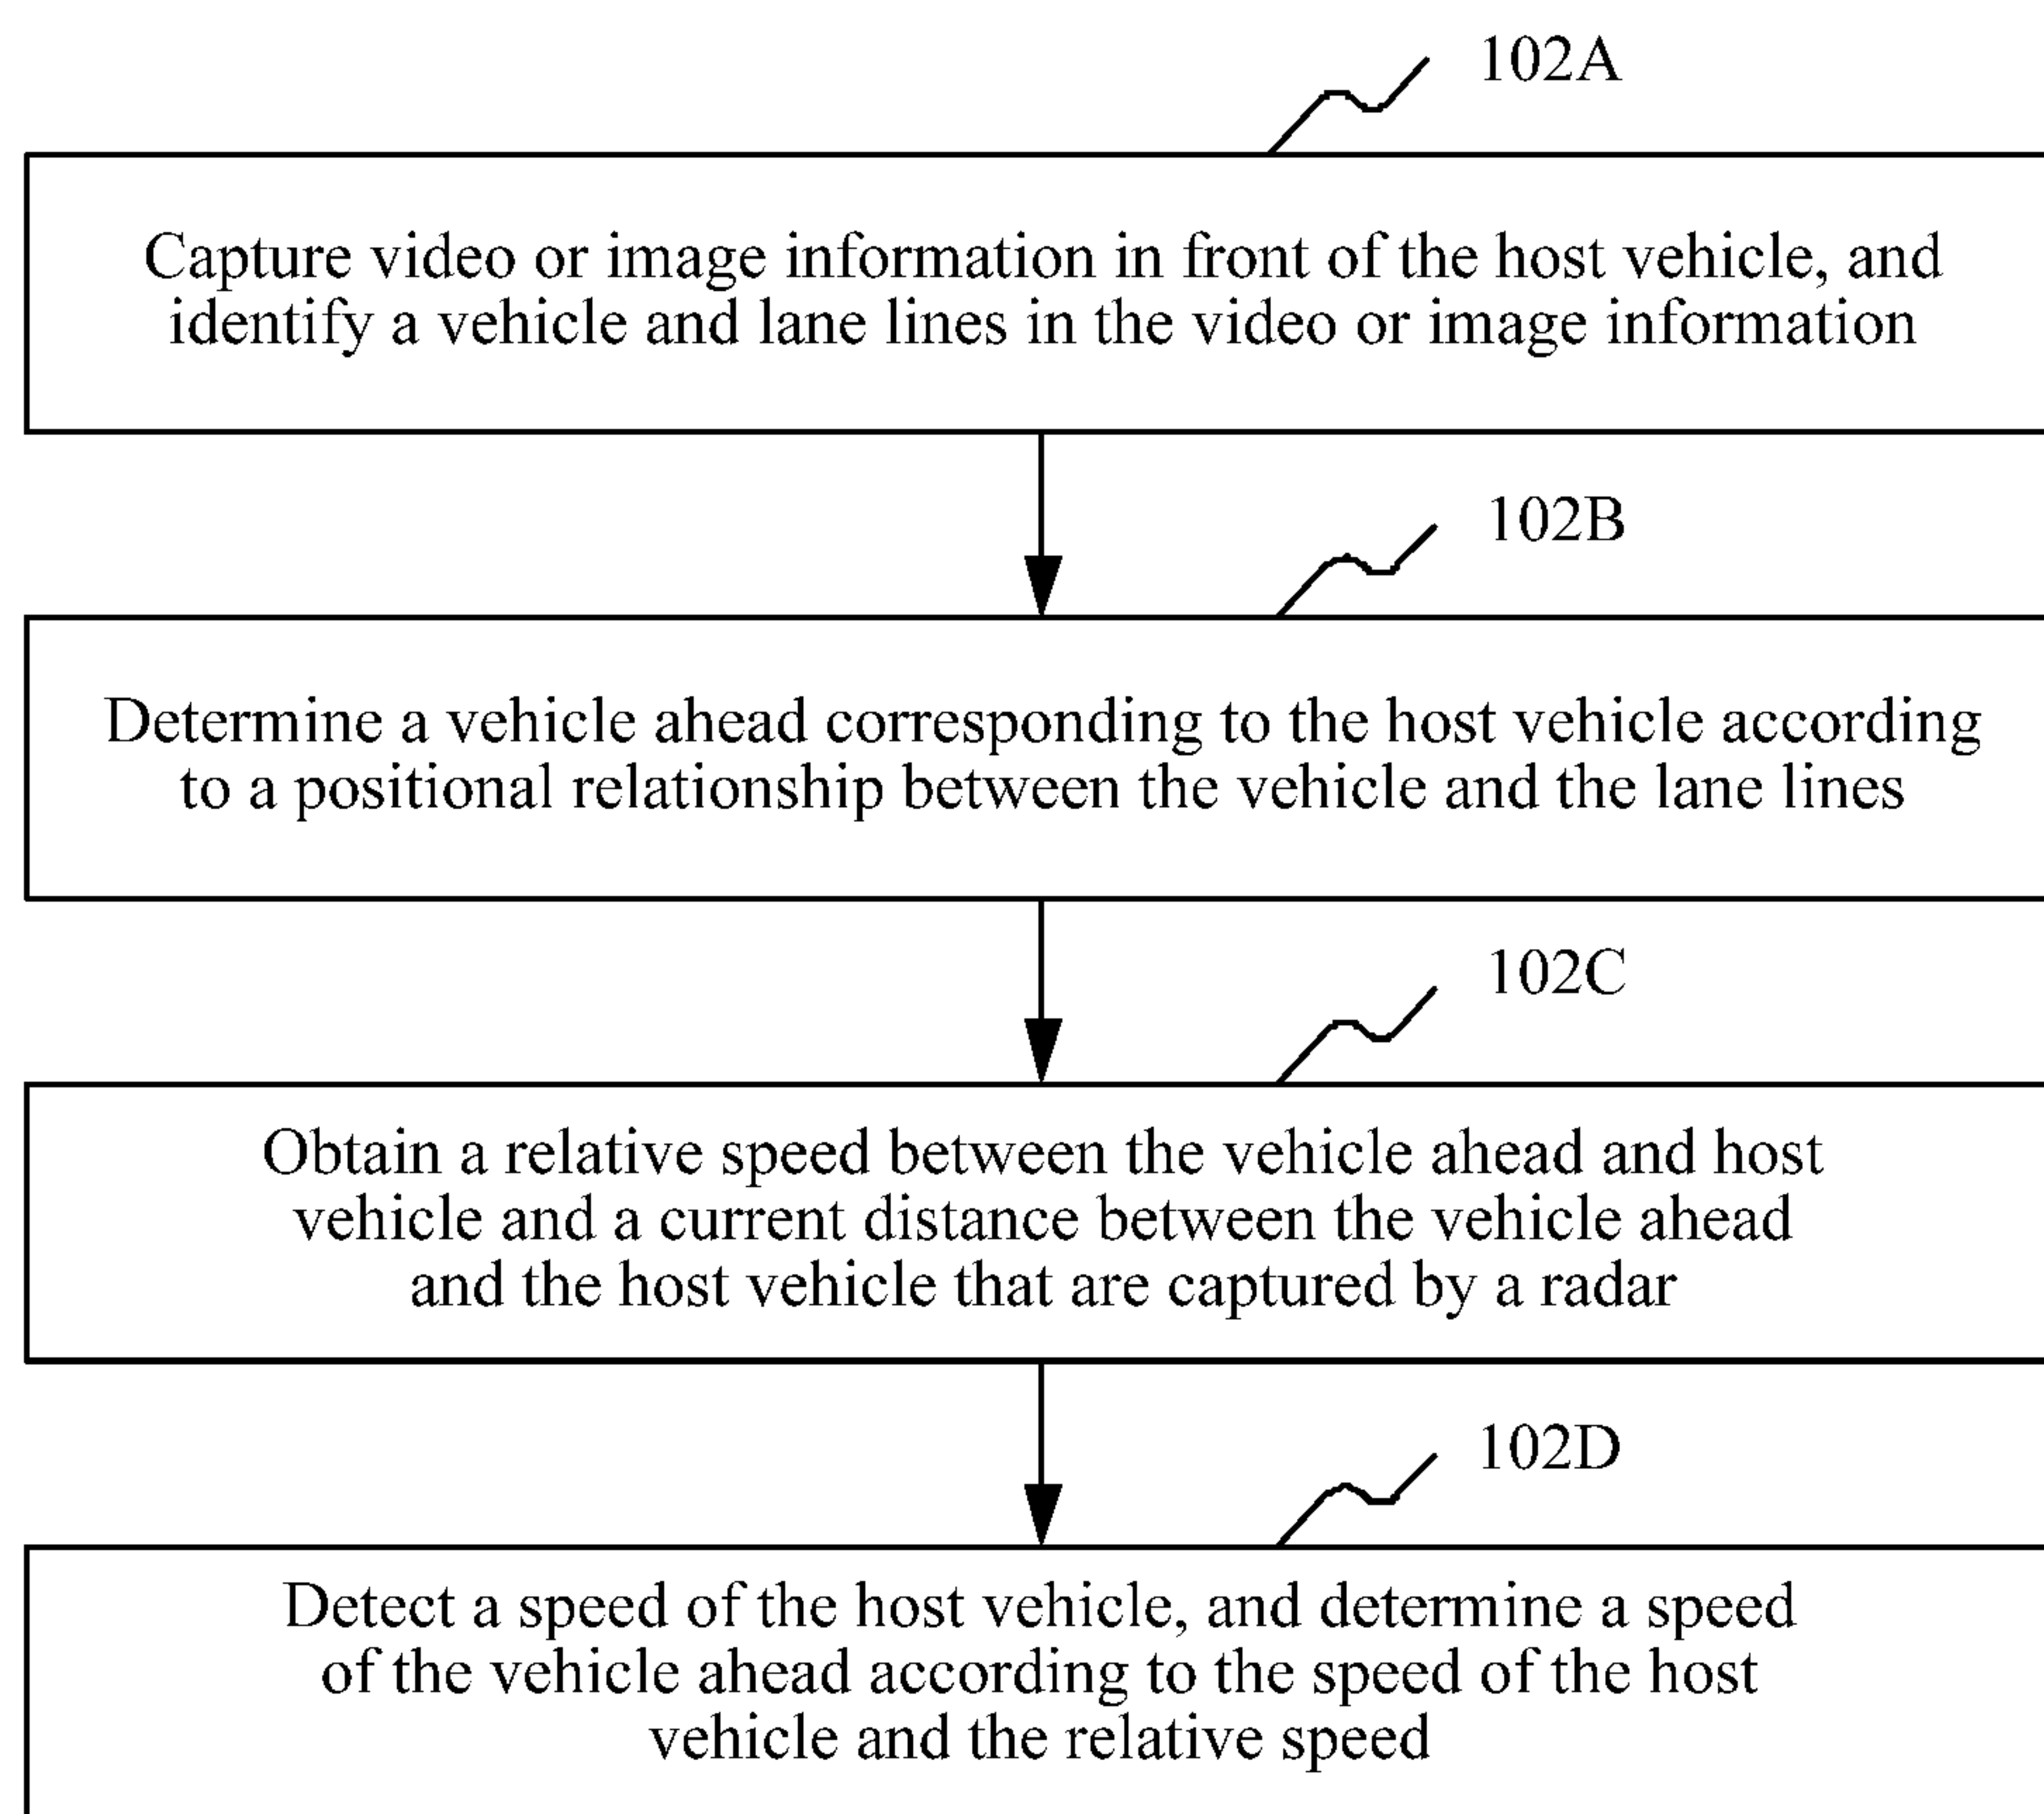 102A
Capture video or image information in front of the host vehicle, and
identify a vehicle and lane lines in the video or image information
102B
Determine a vehicle ahead corresponding to the host vehicle according
to a positional relationship between the vehicle and the lane lines
102C
Obtain a relative speed between the vehicle ahead and host
vehicle and a current distance between the vehicle ahead
and the host vehicle that are captured by a radar
102D
Detect a speed of the host vehicle, and determine a speed
of the vehicle ahead according to the speed of the host
vehicle and the relative speed